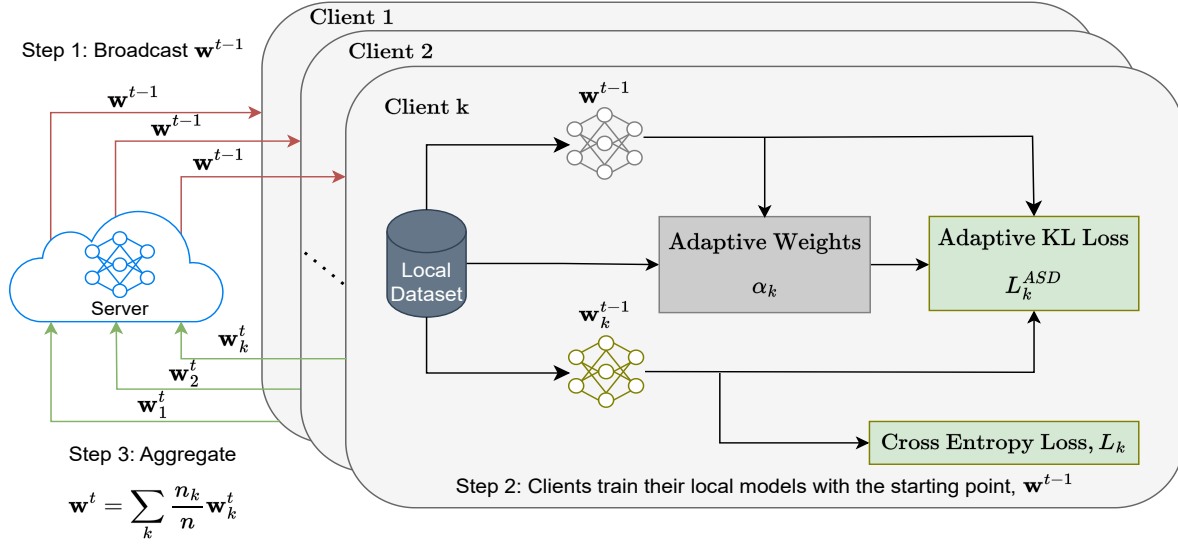 Client 1
Step 1: Broadcast w^{t−1}
Client 2
w^{t−1}
w^{t−1}
w^{t−1}
Client k
w^{t−1}
Adaptive Weights
α_k
Adaptive KL Loss
L_k^{ASD}
Local
Dataset
Server
w_k^{t−1}
w_k^t
w_2^t
w_1^t
Cross Entropy Loss, L_k
Step 3: Aggregate
w^t = ∑_k \frac{n_k}{n} w_k^t
Step 2: Clients train their local models with the starting point, w^{t−1}